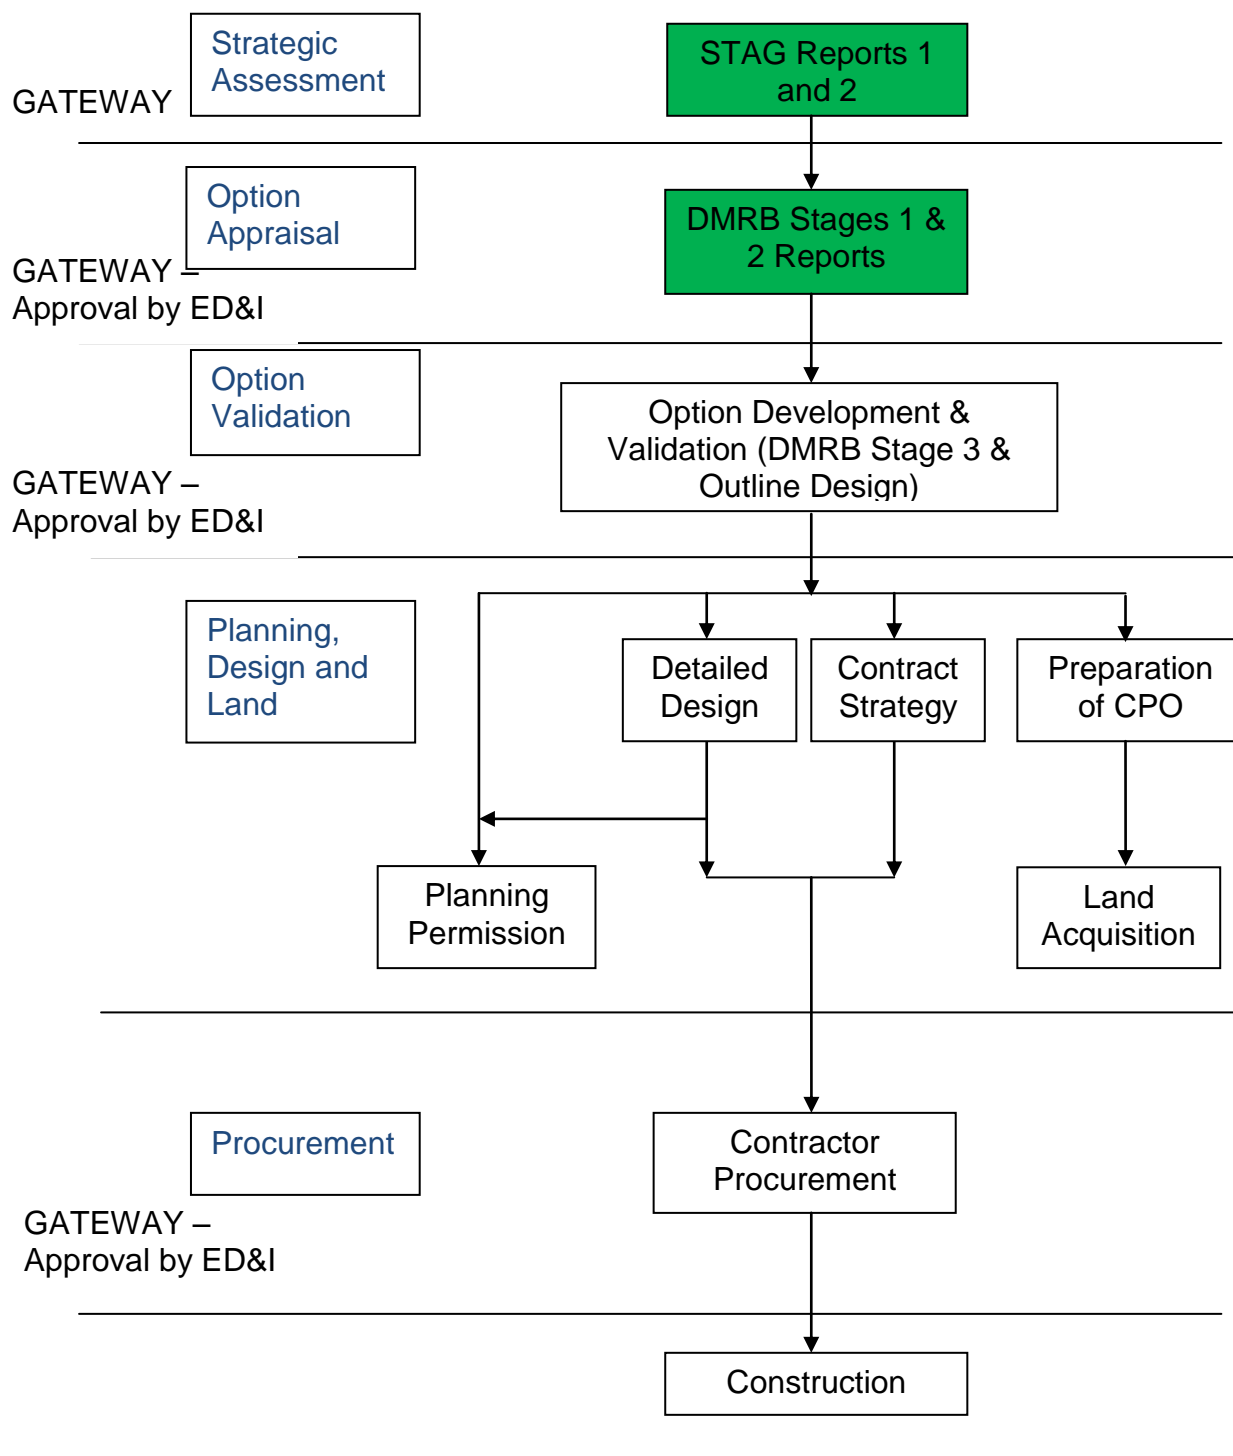 Strategic
Assessment
STAG Reports 1
and 2
GATEWAY
Option
Appraisal
DMRB Stages 1 &
2 Reports
GATEWAY –
Approval by ED&I
Option
Validation
Option Development &
Validation (DMRB Stage 3 &
Outline Design)
GATEWAY –
Approval by ED&I
Planning,
Design and
Land
Detailed
Design
Contract
Strategy
Preparation
of CPO
Planning
Permission
Land
Acquisition
Procurement
Contractor
Procurement
GATEWAY –
Approval by ED&I
Construction